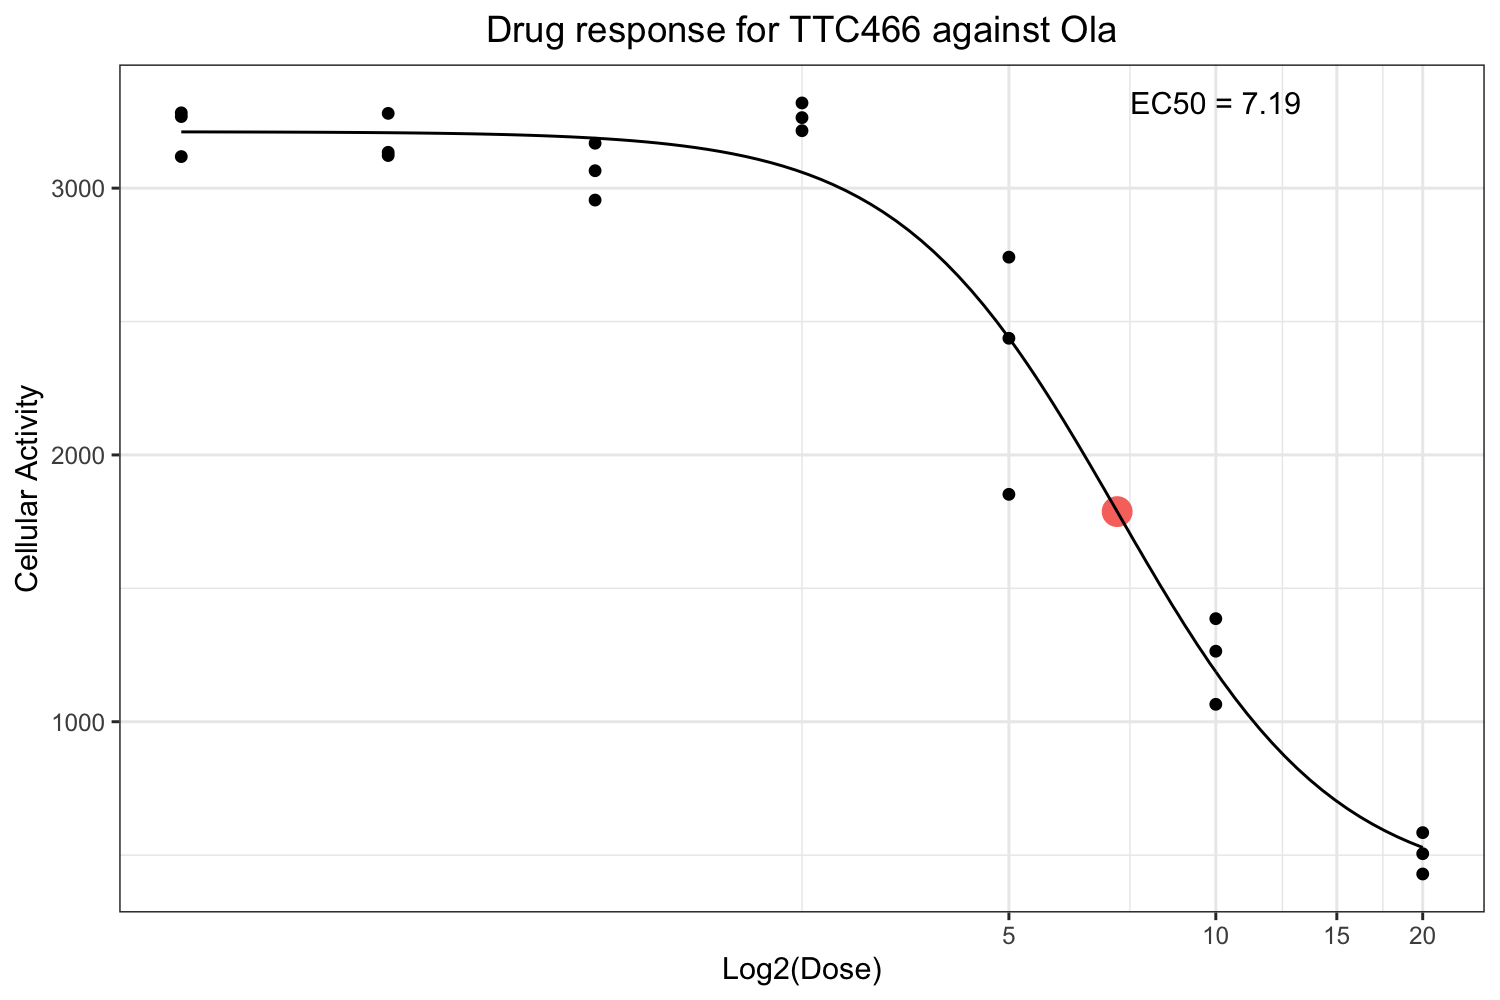 Drug response for TTC466 against Ola
EC50 = 7.19
Cellular Activity
3000
2000
1000
5 10 15 20
Log2(Dose)